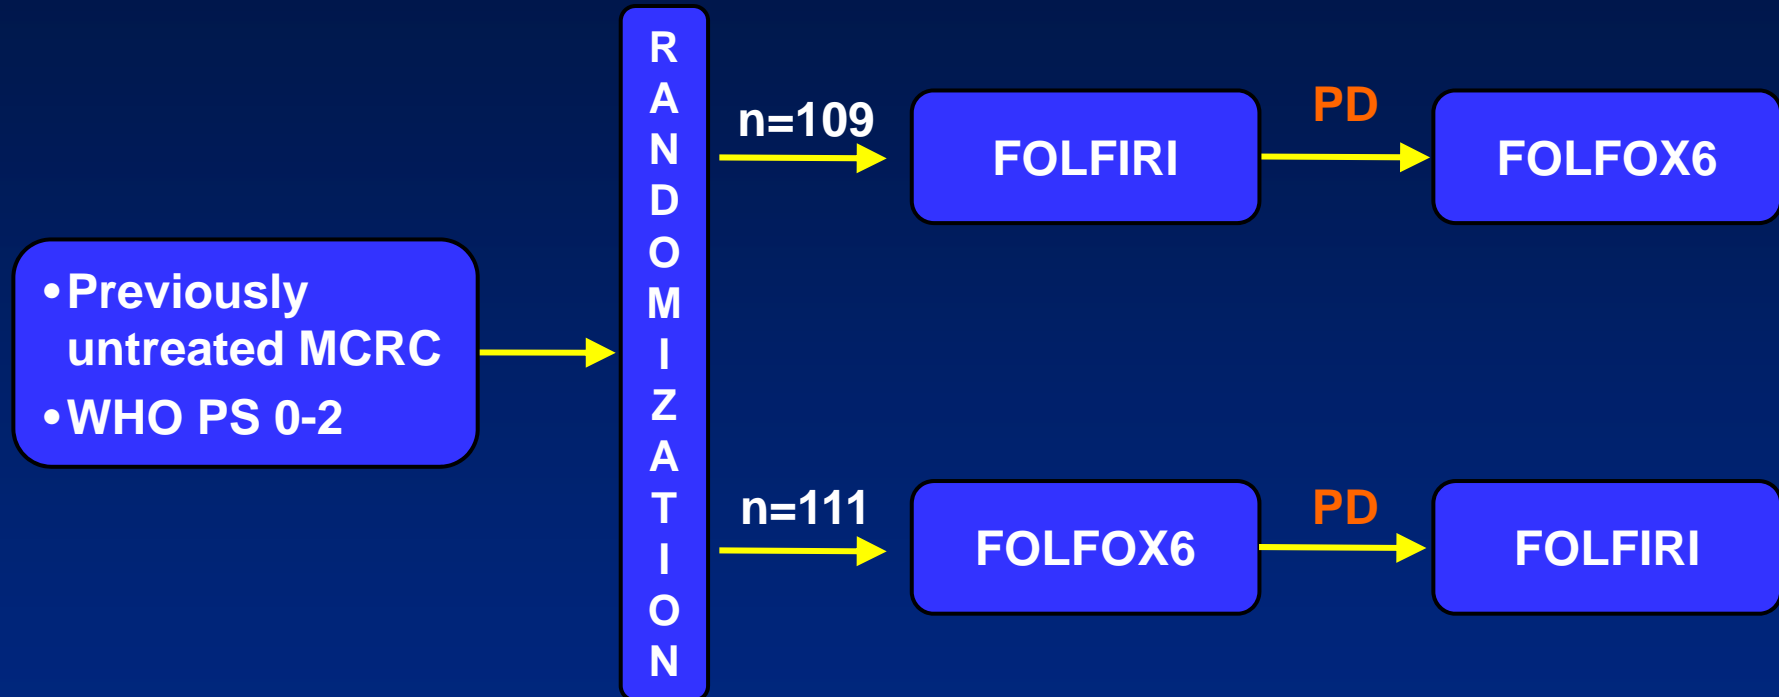 • Previously
untreated MCRC
• WHO PS 0-2
R
A
N
D
O
M
I
Z
A
T
I
O
N
n=109
FOLFIRI
PD
FOLFOX6
n=111
FOLFOX6
PD
FOLFIRI